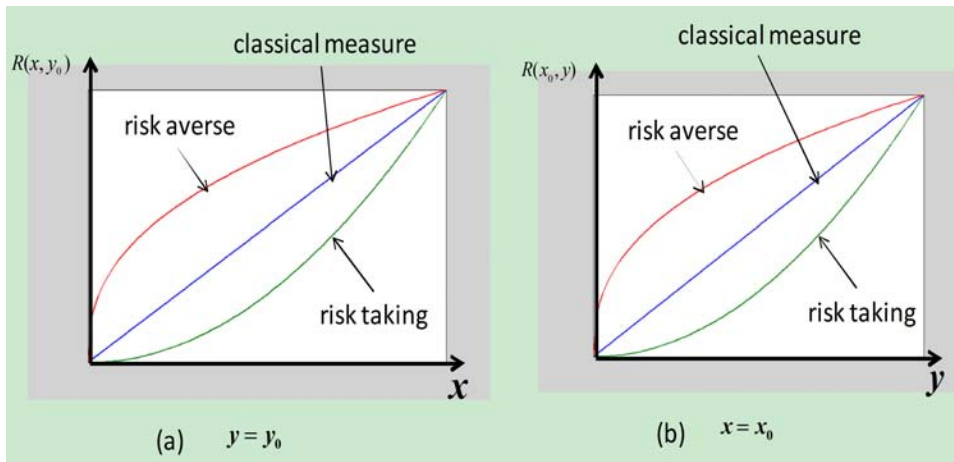 classical measure
R(x, y₀)
risk averse
risk taking
x
(a) y = y₀
classical measure
R(x₀, y)
risk averse
risk taking
y
(b) x = x₀